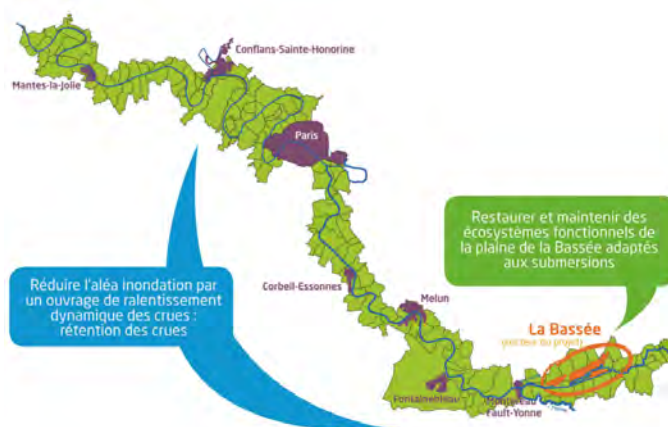 Conflans-Sainte-Honorine
Mantes-la-Jolie
Paris
Restaurer et maintenir des
écosystèmes fonctionnels de
la plaine de la Bassée adaptés
aux submersions
Réduire l'aléa inondation par
un ouvrage de ralentissement
dynamique des crues :
rétention des crues
Corbeil-Essonnes
Melun
La Bassée
(secteur du projet)
Fontainebleau
Montereau
Fault-Yonne